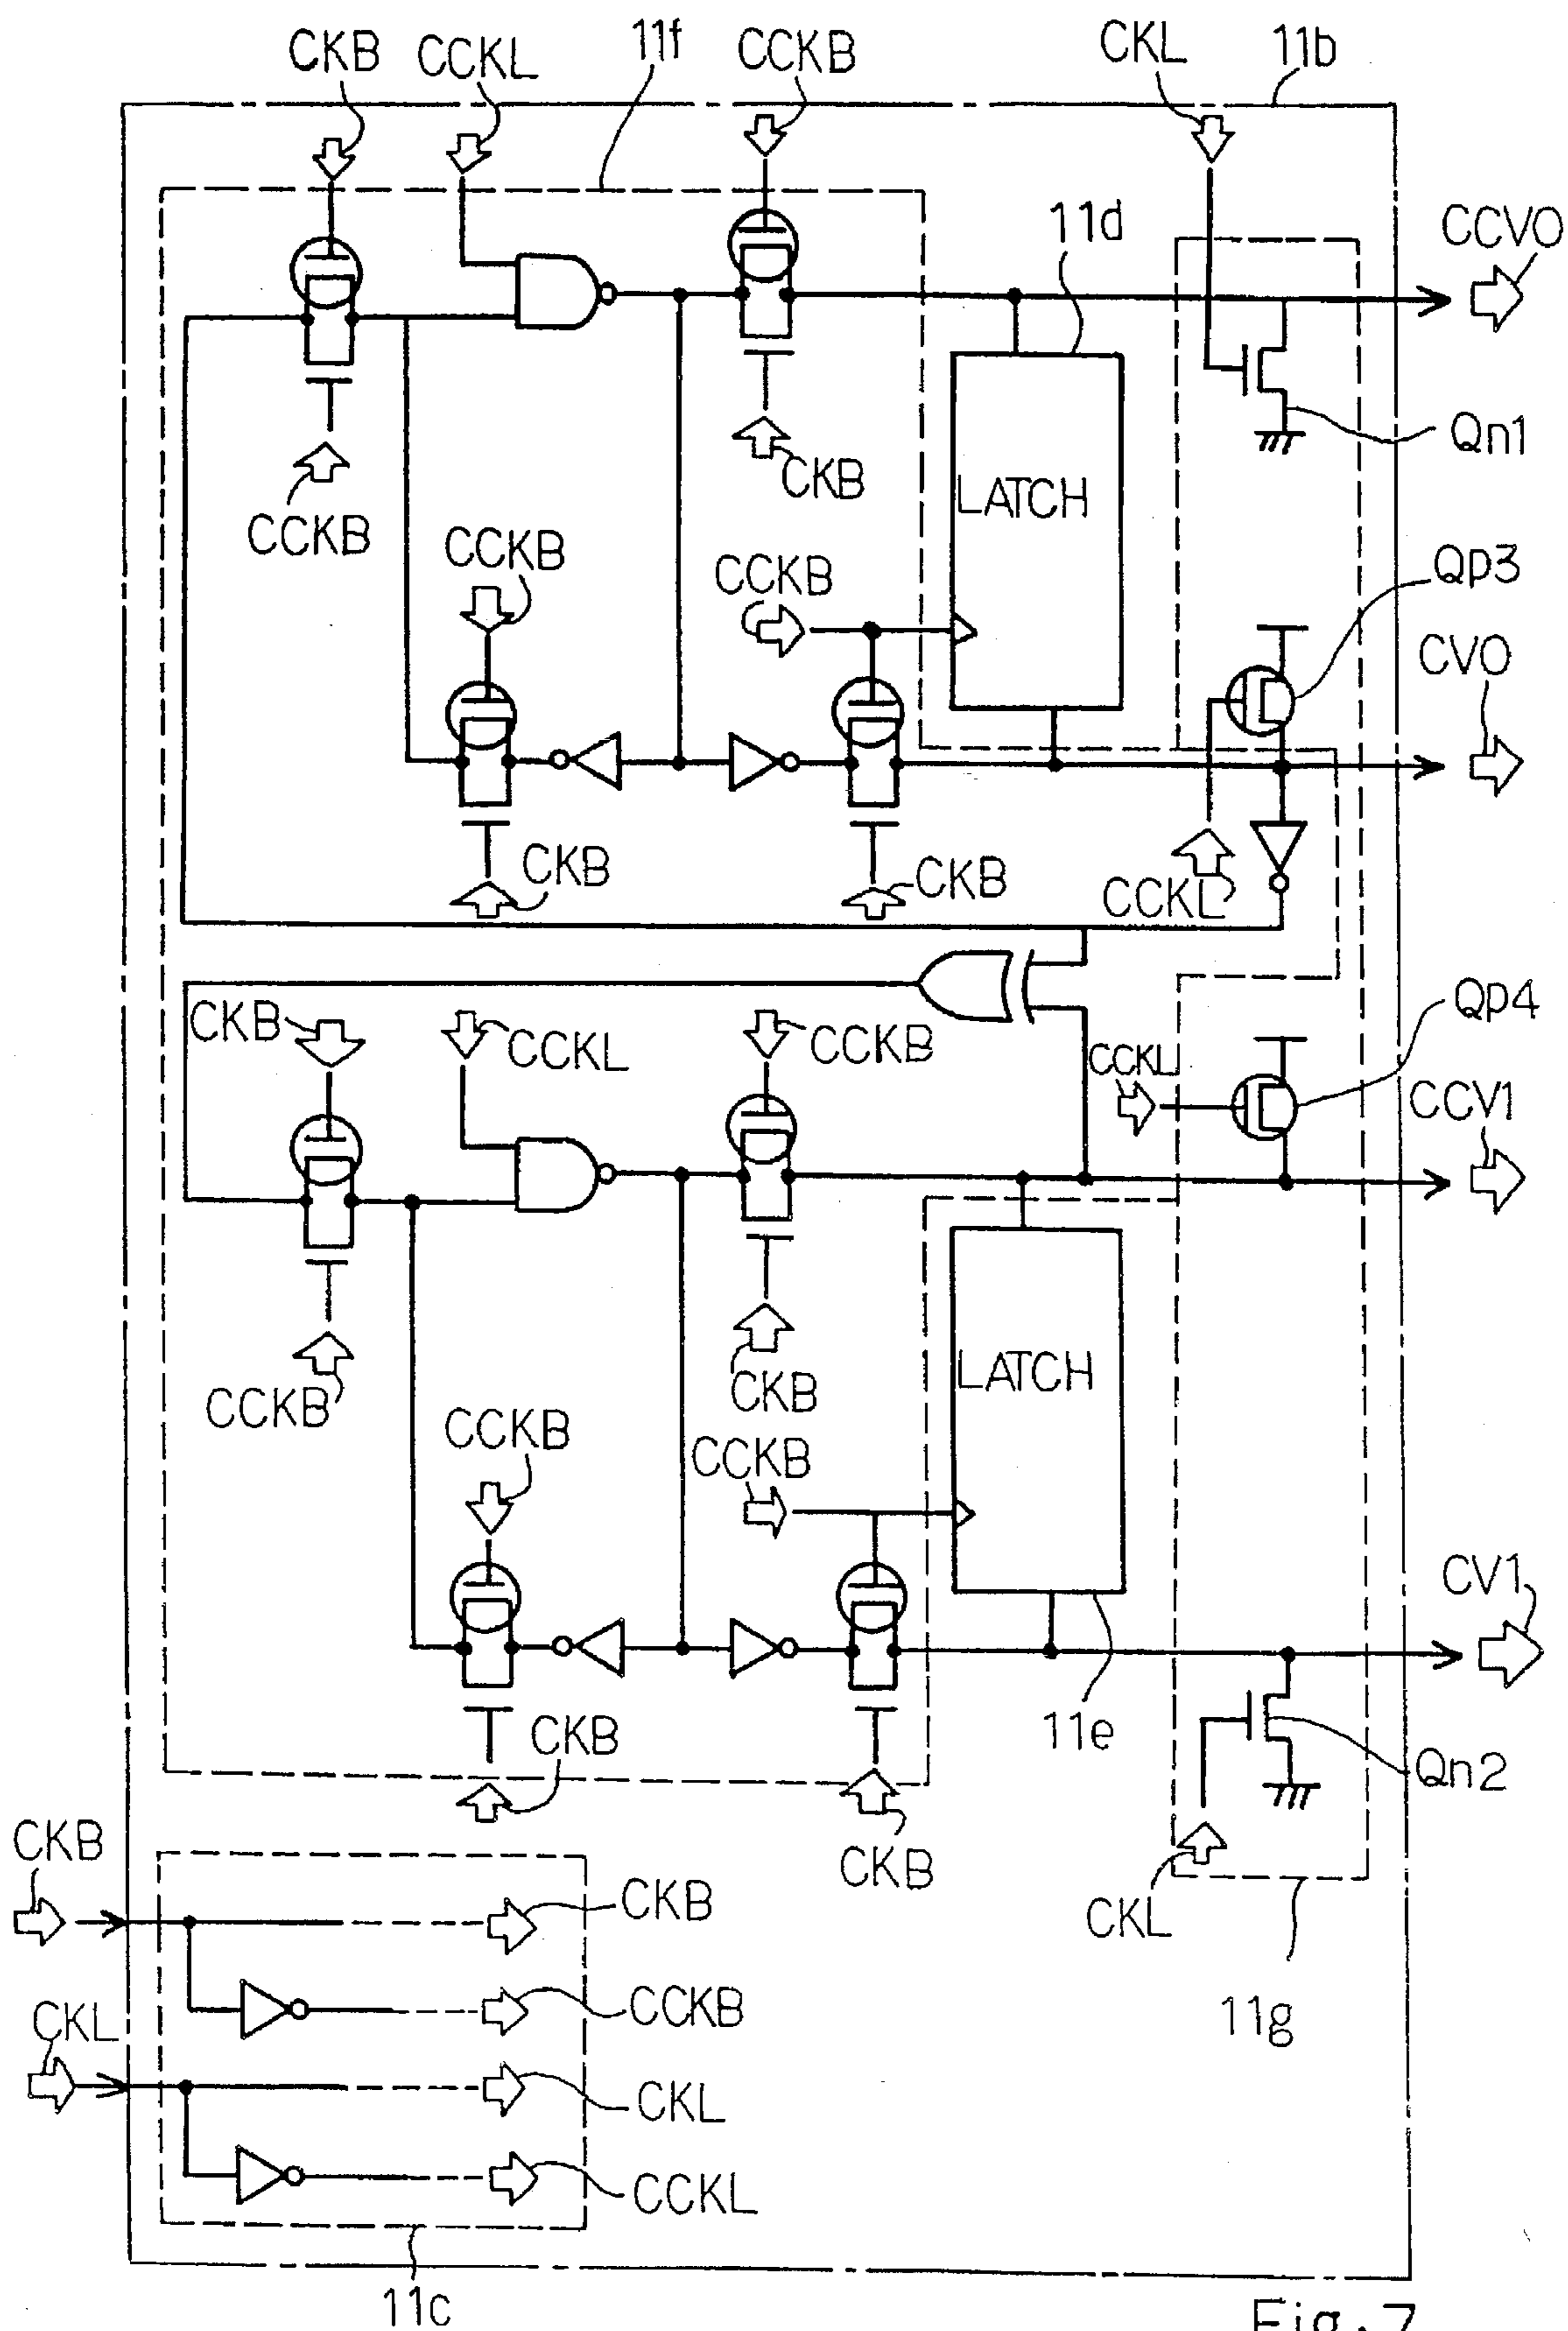 CKB CCKL 11f CCKB CKL 11b
CCVO
11d
Qn1
CKB
LATCH
CCKB
CCKB
CCKB
Qp3
CVO
CKB
CKB
CCKL
CKB
CCKL
CCKB
CCKL
Qp4
CCV1
CCKB
CKB
LATCH
CCKB
CCKB
CV1
CKB
11e
Qn2
CKB
CKB
CKB
CKL
CCKB
11g
CKL
CKL
CCKL
11c
Fig. 7